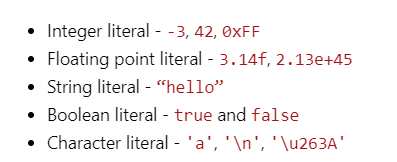 • Integer literal - -3, 42, 0xFF
• Floating point literal - 3.14f, 2.13e+45
• String literal - “hello”
• Boolean literal - true and false
• Character literal - 'a', '\n', '\u263A'